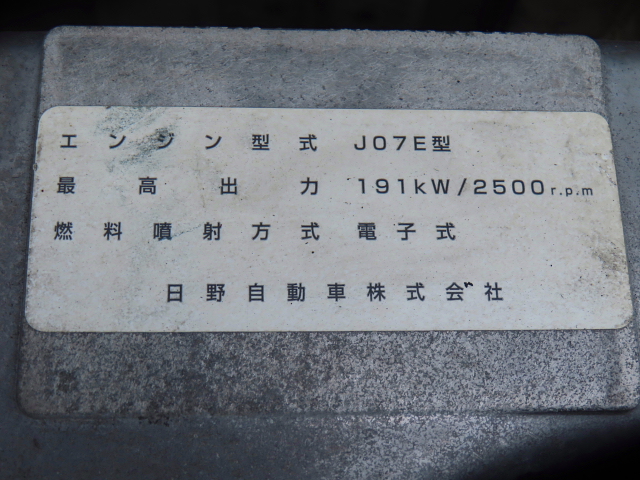 エンジン型式 J07E型
最高出力 191kW/2500r.p.m
燃料噴射方式 電子式
日野自動車株式会社